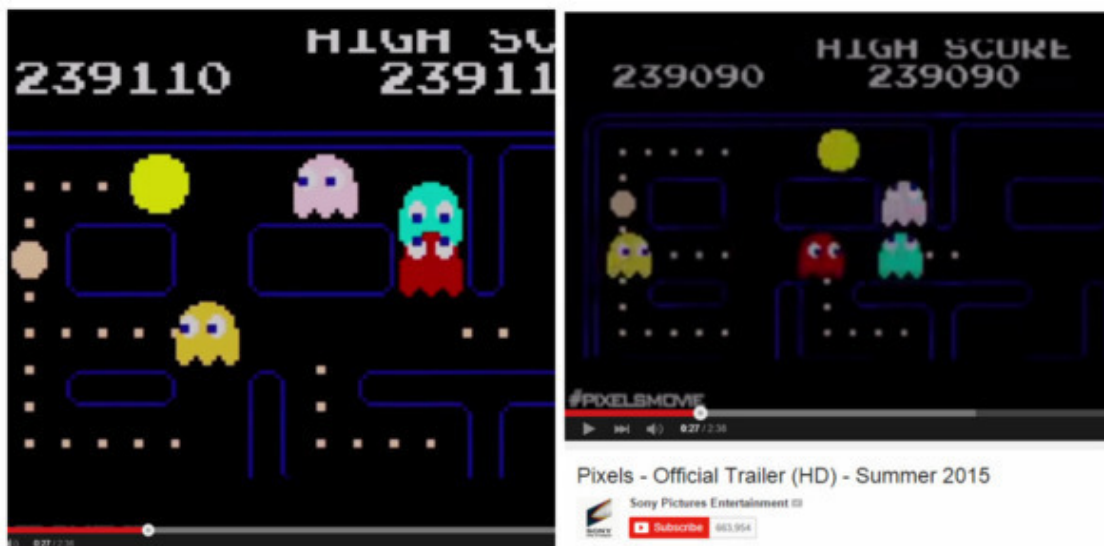 HIGH SC
239110 23911
0:27 / 2:38
HIGH SCORE
239090 239090
#PIXELSMOVIE
0:27 / 2:38
Pixels - Official Trailer (HD) - Summer 2015
Sony Pictures Entertainment
Subscribe 663,954
SONY